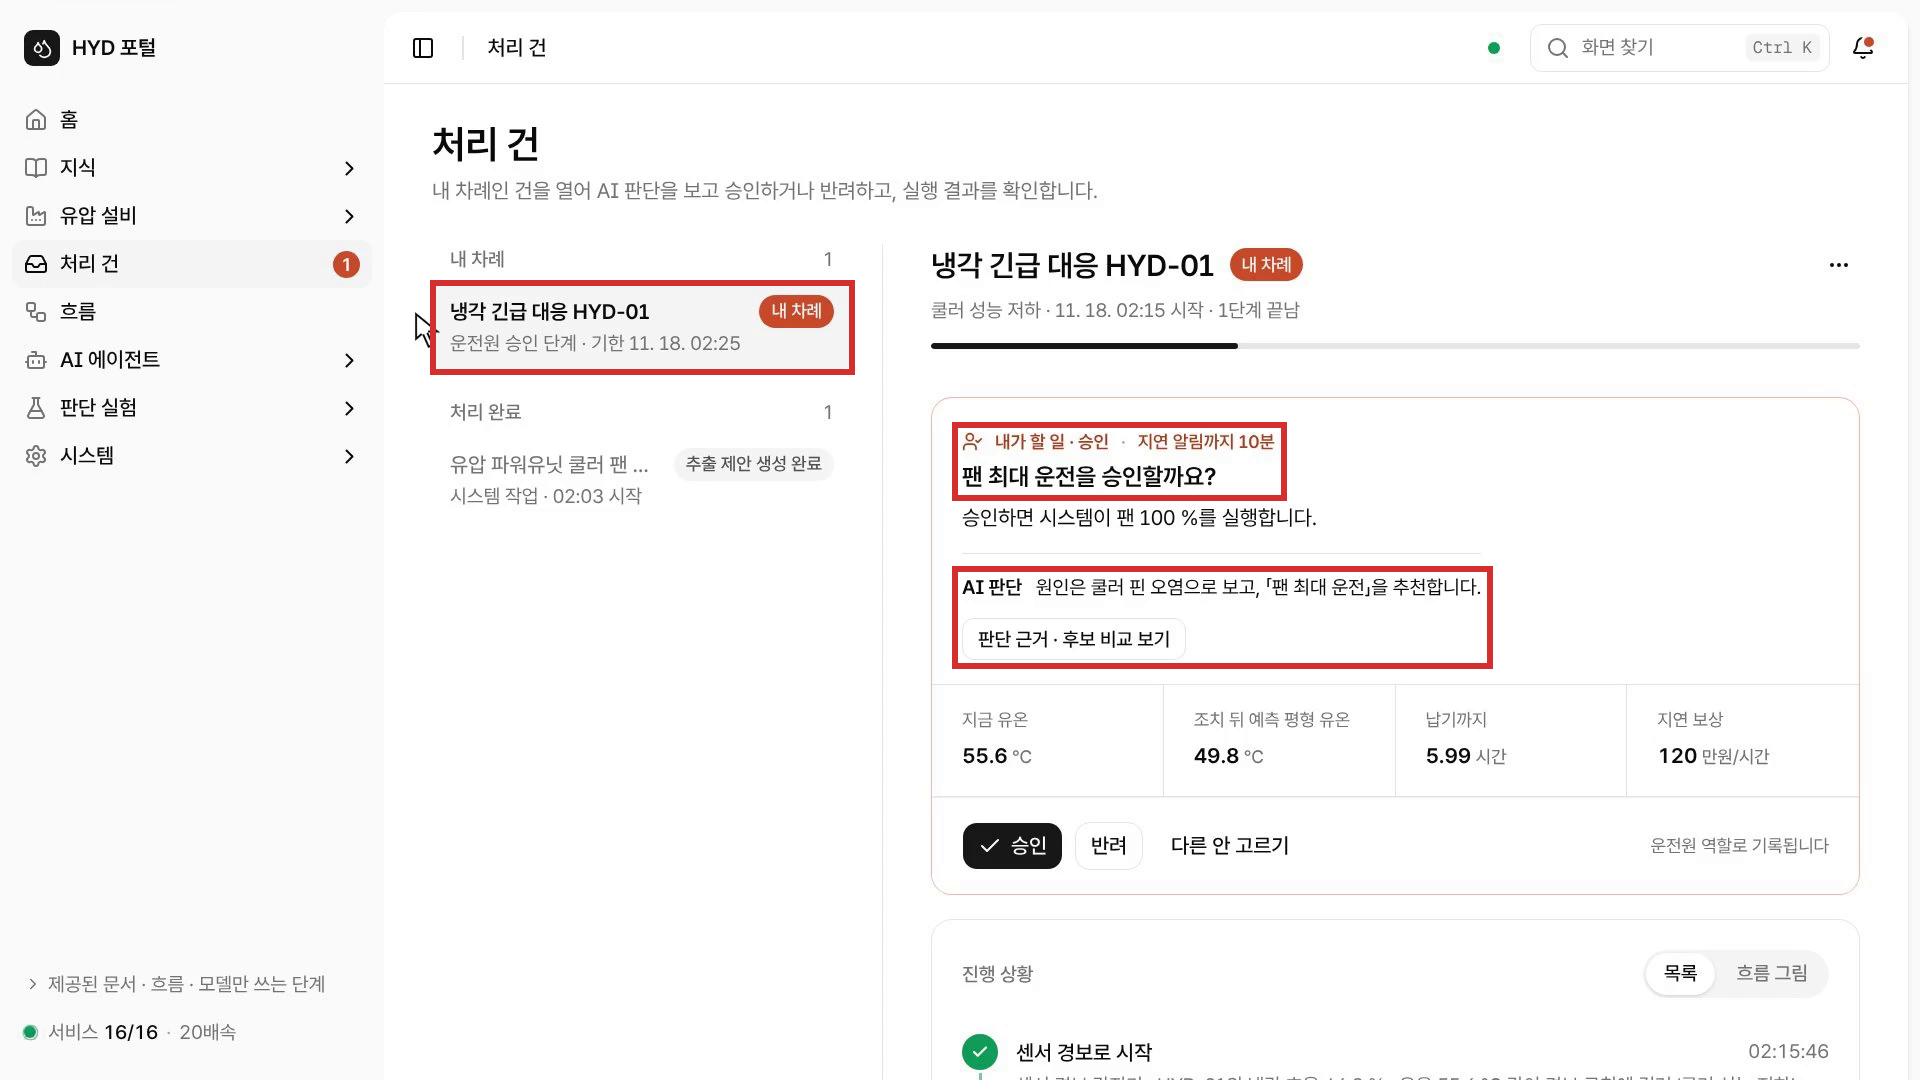 HYD 포털
홈
지식
유압 설비
처리 건 1
흐름
AI 에이전트
판단 실험
시스템
제공된 문서 · 흐름 · 모델만 쓰는 단계
서비스 16/16 · 20배속
처리 건
화면 찾기 Ctrl K
처리 건
내 차례인 건을 열어 AI 판단을 보고 승인하거나 반려하고, 실행 결과를 확인합니다.
내 차례 1
냉각 긴급 대응 HYD-01 내 차례
운전원 승인 단계 · 기한 11. 18. 02:25
처리 완료 1
유압 파워유닛 쿨러 팬 ... 추출 제안 생성 완료
시스템 작업 · 02:03 시작
냉각 긴급 대응 HYD-01 내 차례
쿨러 성능 저하 · 11. 18. 02:15 시작 · 1단계 끝남
내가 할 일 · 승인 · 지연 알림까지 10분
팬 최대 운전을 승인할까요?
승인하면 시스템이 팬 100 %를 실행합니다.
AI 판단 원인은 쿨러 핀 오염으로 보고, 「팬 최대 운전」을 추천합니다.
판단 근거 · 후보 비교 보기
지금 유온 조치 뒤 예측 평형 유온 납기까지 지연 보상
55.6 °C 49.8 °C 5.99 시간 120 만원/시간
승인 반려 다른 안 고르기 운전원 역할로 기록됩니다
진행 상황 목록 흐름 그림
센서 경보로 시작 02:15:46